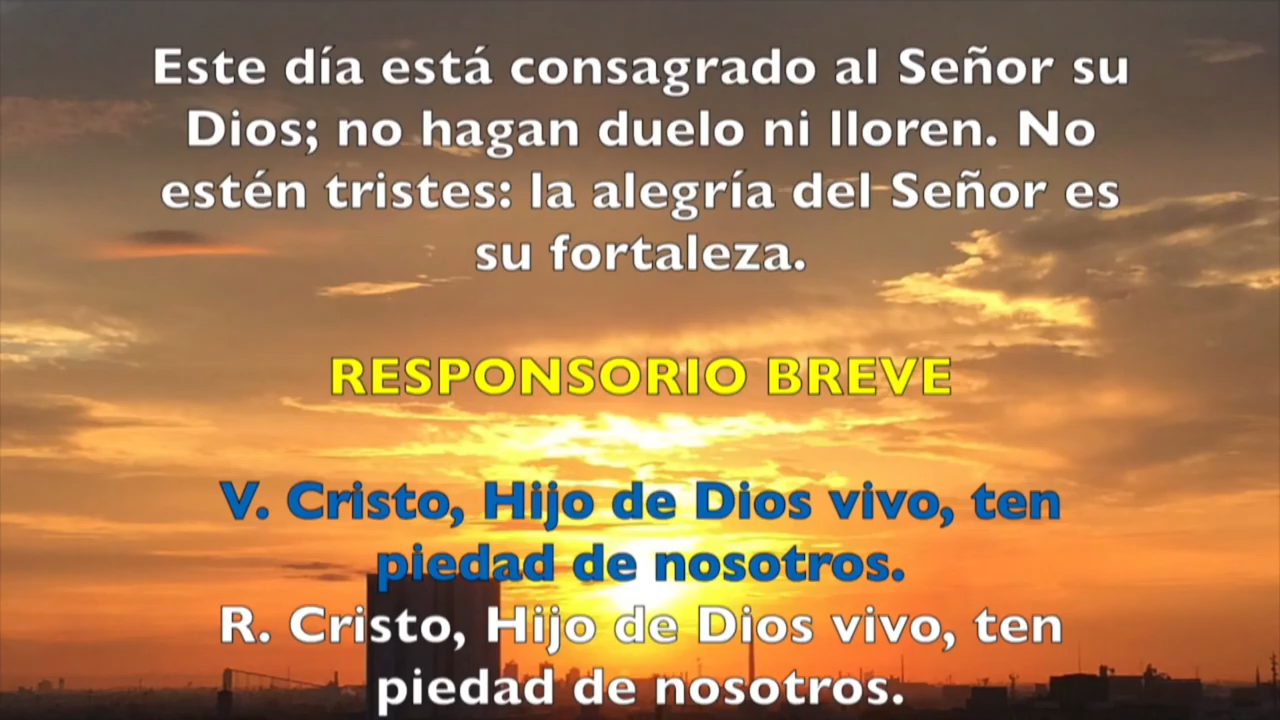 Este día está consagrado al Señor su
Dios; no hagan duelo ni lloren. No
estén tristes: la alegría del Señor es
su fortaleza.
RESPONSORIO BREVE
V. Cristo, Hijo de Dios vivo, ten
piedad de nosotros.
R. Cristo, Hijo de Dios vivo, ten
piedad de nosotros.